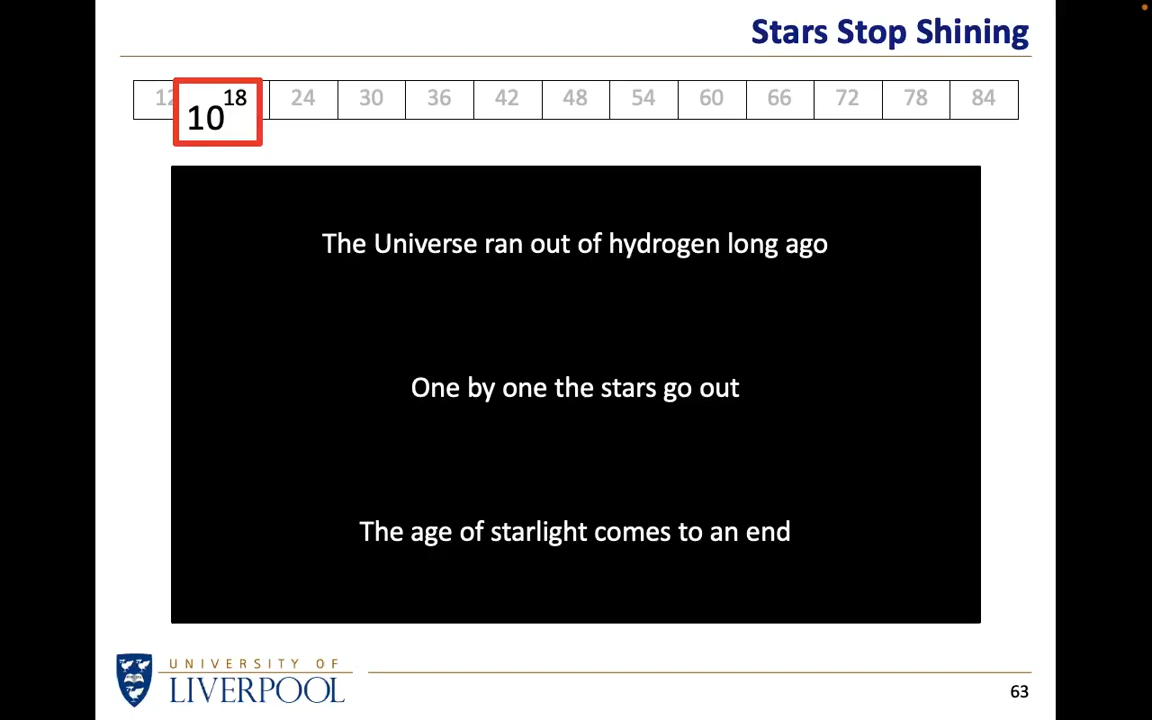 Stars Stop Shining
12 10^18 24 30 36 42 48 54 60 66 72 78 84
The Universe ran out of hydrogen long ago
One by one the stars go out
The age of starlight comes to an end
UNIVERSITY OF
LIVERPOOL
63